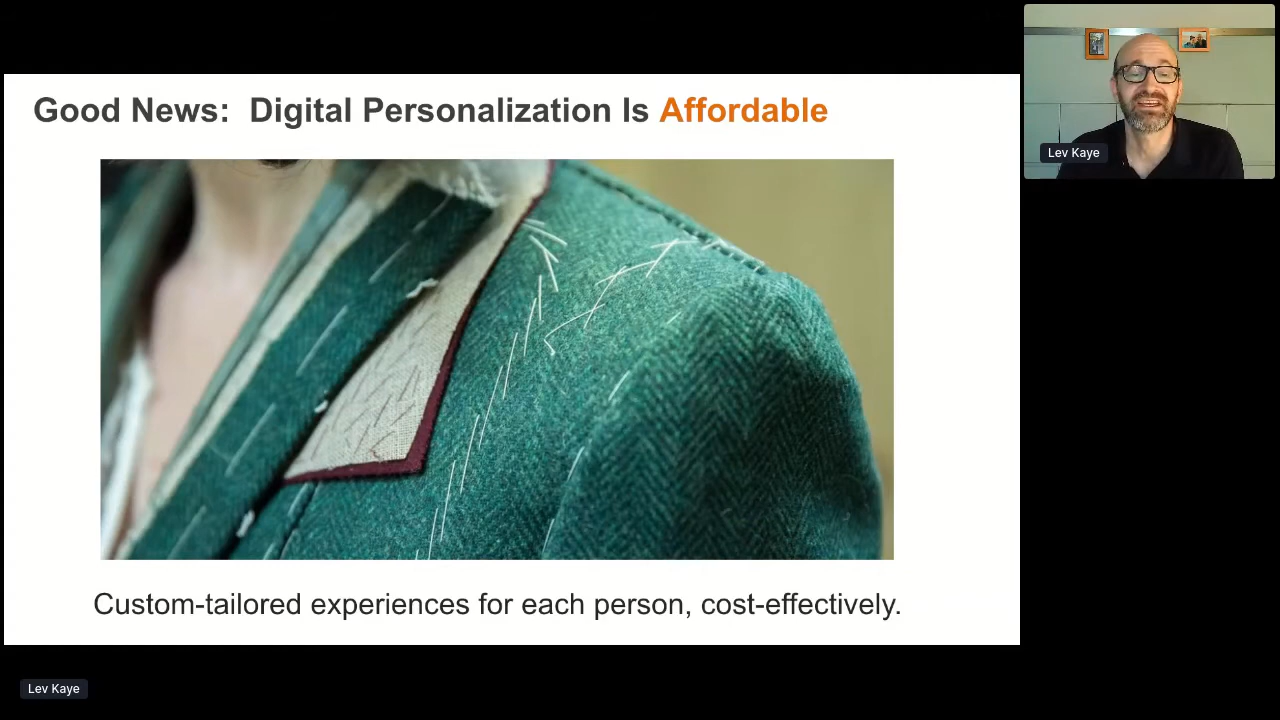 Good News: Digital Personalization Is Affordable
Lev Kaye
Custom-tailored experiences for each person, cost-effectively.
Lev Kaye